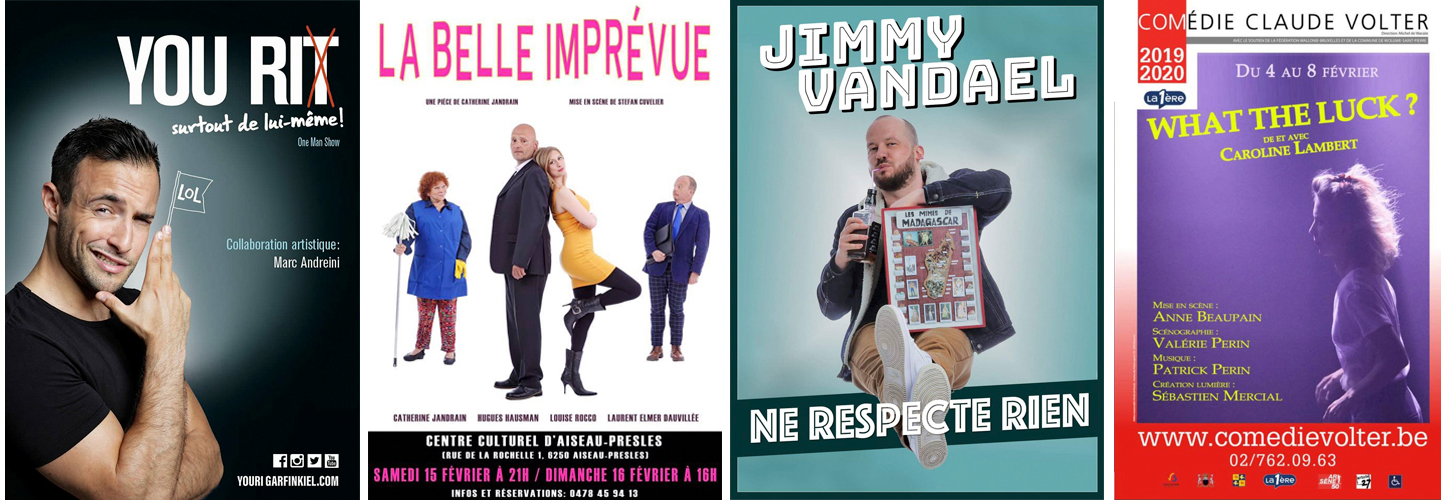 YOU RIT
surtout de lui-même!
One Man Show
LOL
Collaboration artistique:
Marc Andreini
YOURI GARFINKIEL.COM
LA BELLE IMPRÉVUE
UNE PIÈCE DE CATHERINE JANDRAIN
MISE EN SCÈNE DE STEFAN CUVELIER
CATHERINE JANDRAIN HUGUES HAUSMAN LOUISE ROCCO LAURENT ELMER DAUVILLÉE
CENTRE CULTUREL D'AISEAU-PRESLES
(RUE DE LA ROCHELLE 1, 6250 AISEAU-PRESLES)
SAMEDI 15 FÉVRIER À 21H / DIMANCHE 16 FÉVRIER À 16H
INFOS ET RÉSERVATIONS: 0478 45 94 13
JIMMY
VANDAEL
LES MIMES DE
MADAGASCAR
NE RESPECTE RIEN
COMÉDIE CLAUDE VOLTER
2019
2020
LA 1ÈRE
DU 4 AU 8 FÉVRIER
WHAT THE LUCK ?
DE ET AVEC
CAROLINE LAMBERT
MISE EN SCÈNE :
ANNE BEAUPAIN
SCÉNOGRAPHIE :
VALÉRIE PERIN
MUSIQUE :
PATRICK PERIN
CRÉATION LUMIÈRE :
SÉBASTIEN MERCIAL
www.comedievolter.be
02/762.09.63
LA 1ÈRE